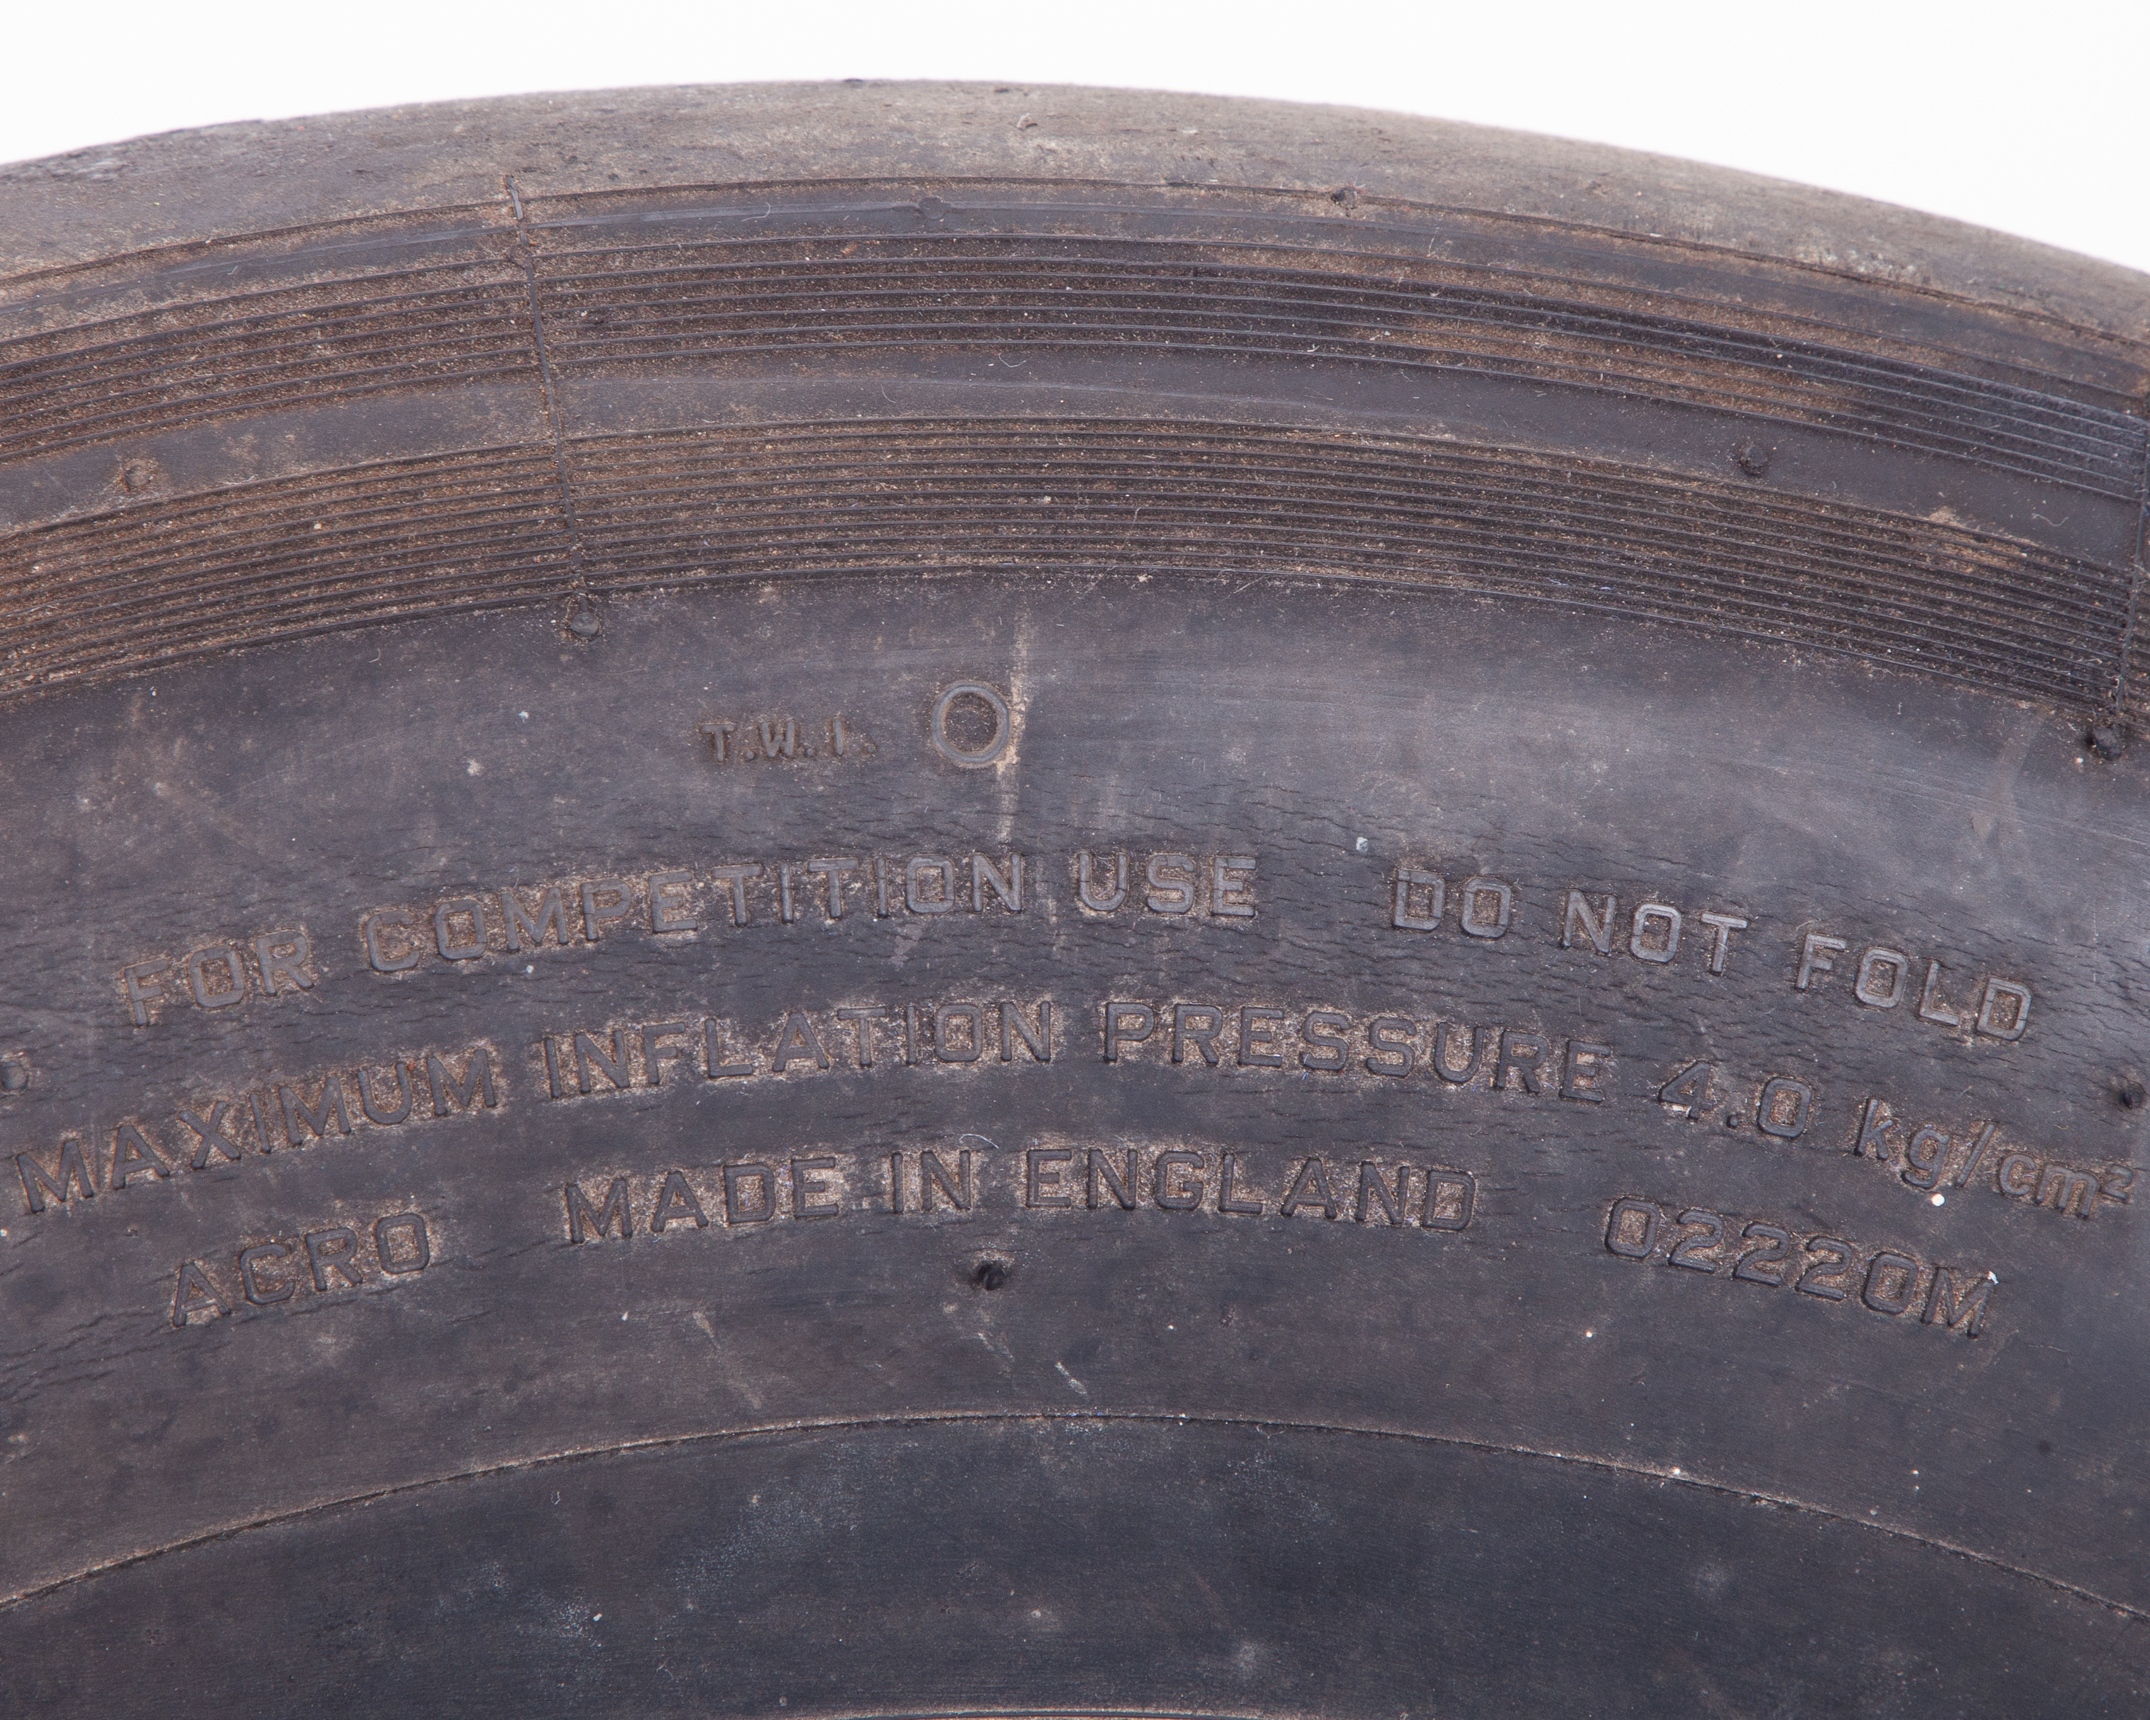 T.W.I.
FOR COMPETITION USE DO NOT FOLD
MAXIMUM INFLATION PRESSURE 4.0 kg/cm²
ACRO MADE IN ENGLAND 02220M